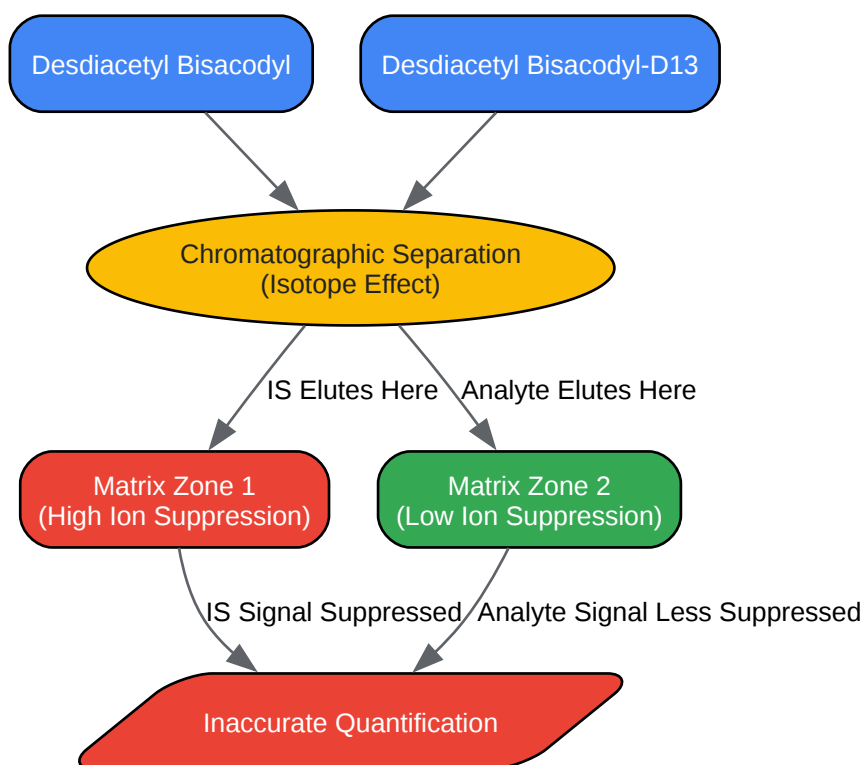 Desdiacetyl Bisacodyl
Desdiacetyl Bisacodyl-D13
Chromatographic Separation
(Isotope Effect)
IS Elutes Here
Analyte Elutes Here
Matrix Zone 1
(High Ion Suppression)
Matrix Zone 2
(Low Ion Suppression)
IS Signal Suppressed
Analyte Signal Less Suppressed
Inaccurate Quantification